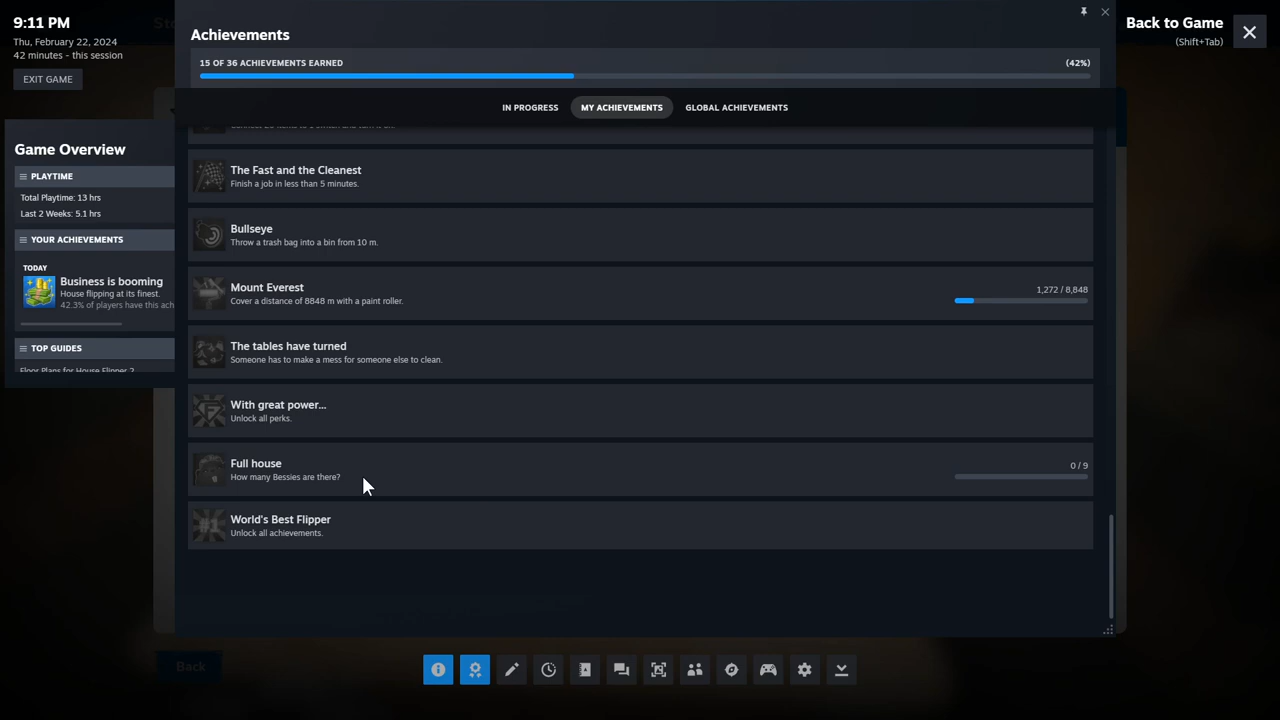 9:11 PM
Thu, February 22, 2024
42 minutes - this session
EXIT GAME
Back to Game
(Shift+Tab)
Achievements
15 OF 36 ACHIEVEMENTS EARNED
(42%)
IN PROGRESS
MY ACHIEVEMENTS
GLOBAL ACHIEVEMENTS
Game Overview
PLAYTIME
Total Playtime: 13 hrs
Last 2 Weeks: 5.1 hrs
YOUR ACHIEVEMENTS
TODAY
Business is booming
House flipping at its finest.
42.3% of players have this ach
TOP GUIDES
Floor Plans for House Flipper 2
The Fast and the Cleanest
Finish a job in less than 5 minutes.
Bullseye
Throw a trash bag into a bin from 10 m.
Mount Everest
Cover a distance of 8848 m with a paint roller.
1,272 / 8,848
The tables have turned
Someone has to make a mess for someone else to clean.
With great power...
Unlock all perks.
Full house
How many Bessies are there?
0 / 9
World's Best Flipper
Unlock all achievements.
Back